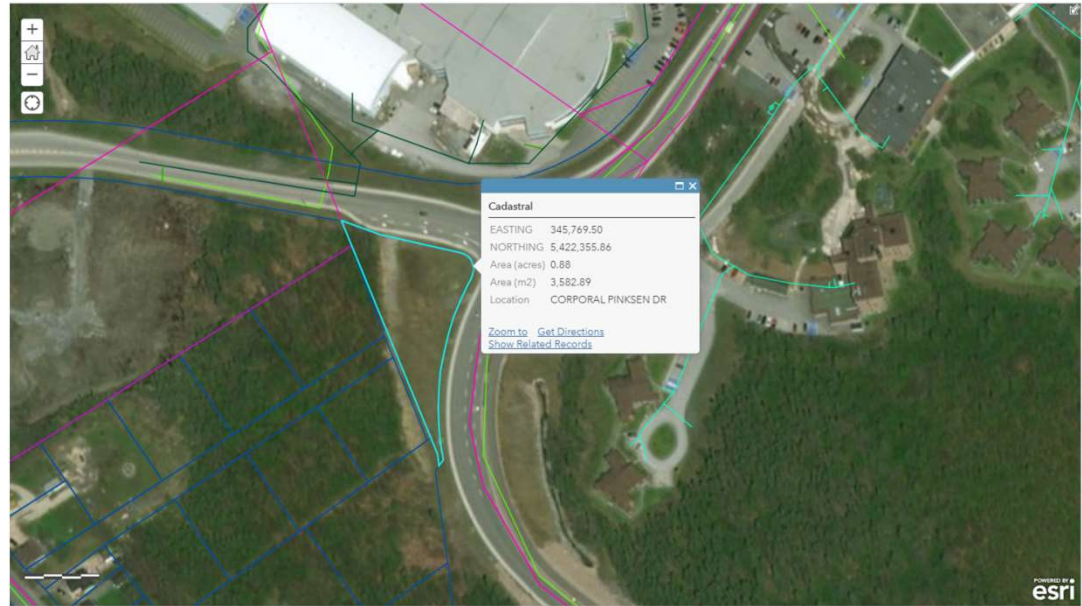 +
−
Cadastral
EASTING 345,769.50
NORTHING 5,422,355.86
Area (acres) 0.88
Area (m2) 3,582.89
Location CORPORAL PINKSEN DR
Zoom to Get Directions
Show Related Records
POWERED BY
esri